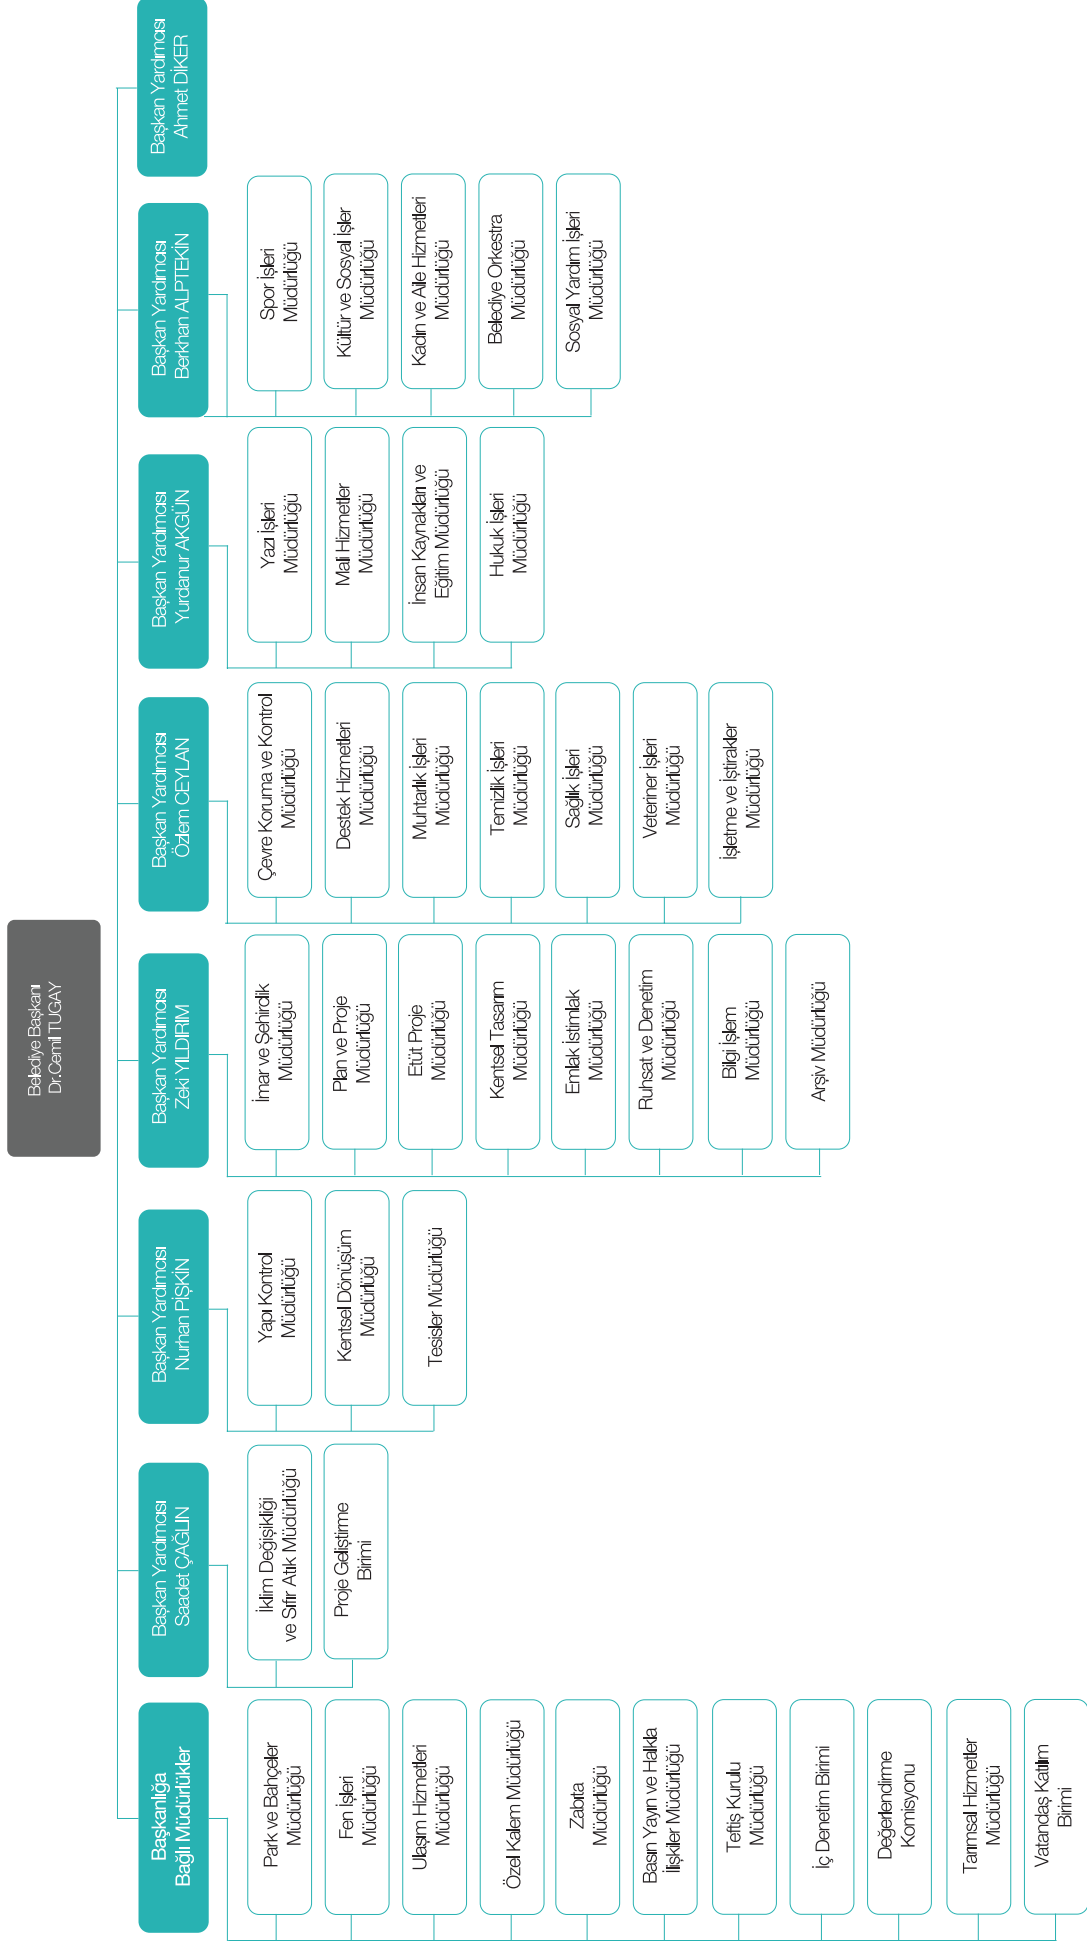 Belediye Başkanı
Dr.Cemil TUGAY
Başkanlığa
Bağlı Müdürlükler
Park ve Bahçeler
Müdürlüğü
Fen İşleri
Müdürlüğü
Ulaşım Hizmetleri
Müdürlüğü
Özel Kalem Müdürlüğü
Zabıta
Müdürlüğü
Basın Yayın ve Halkla
İlişkiler Müdürlüğü
Teftiş Kurulu
Müdürlüğü
İç Denetim Birimi
Değerlendirme
Komisyonu
Tarımsal Hizmetler
Müdürlüğü
Vatandaş Katılım
Birimi
Başkan Yardımcısı
Saadet ÇAĞLIN
İklim Değişikliği
ve Sıfır Atık Müdürlüğü
Proje Geliştirme
Birimi
Başkan Yardımcısı
Nurhan PİŞKİN
Yapı Kontrol
Müdürlüğü
Kentsel Dönüşüm
Müdürlüğü
Tesisler Müdürlüğü
Başkan Yardımcısı
Zeki YILDIRIM
İmar ve Şehircilik
Müdürlüğü
Plan ve Proje
Müdürlüğü
Etüt Proje
Müdürlüğü
Kentsel Tasarım
Müdürlüğü
Emlak İstimlak
Müdürlüğü
Ruhsat ve Denetim
Müdürlüğü
Bilgi İşlem
Müdürlüğü
Arşiv Müdürlüğü
Başkan Yardımcısı
Özlem CEYLAN
Çevre Koruma ve Kontrol
Müdürlüğü
Destek Hizmetleri
Müdürlüğü
Muhtarlık İşleri
Müdürlüğü
Temizlik İşleri
Müdürlüğü
Sağlık İşleri
Müdürlüğü
Veteriner İşleri
Müdürlüğü
İşletme ve İştirakler
Müdürlüğü
Başkan Yardımcısı
Yurdanur AKGÜN
Yazı İşleri
Müdürlüğü
Mali Hizmetler
Müdürlüğü
İnsan Kaynakları ve
Eğitim Müdürlüğü
Hukuk İşleri
Müdürlüğü
Başkan Yardımcısı
Berkhan ALPTEKİN
Spor İşleri
Müdürlüğü
Kültür ve Sosyal İşler
Müdürlüğü
Kadın ve Aile Hizmetleri
Müdürlüğü
Belediye Orkestra
Müdürlüğü
Sosyal Yardım İşleri
Müdürlüğü
Başkan Yardımcısı
Ahmet DİKER